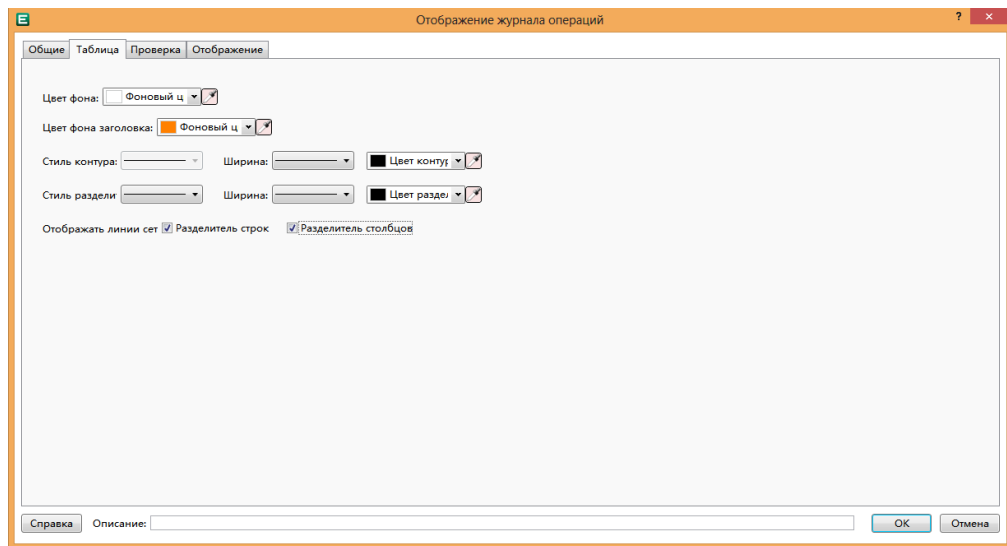 E Отображение журнала операций ? ×
Общие Таблица Проверка Отображение
Цвет фона: Фоновый ц
Цвет фона заголовка: Фоновый ц
Стиль контура: Ширина: Цвет контур
Стиль раздели Ширина: Цвет раздел
Отображать линии сет Разделитель строк Разделитель столбцов
Справка Описание: OK Отмена